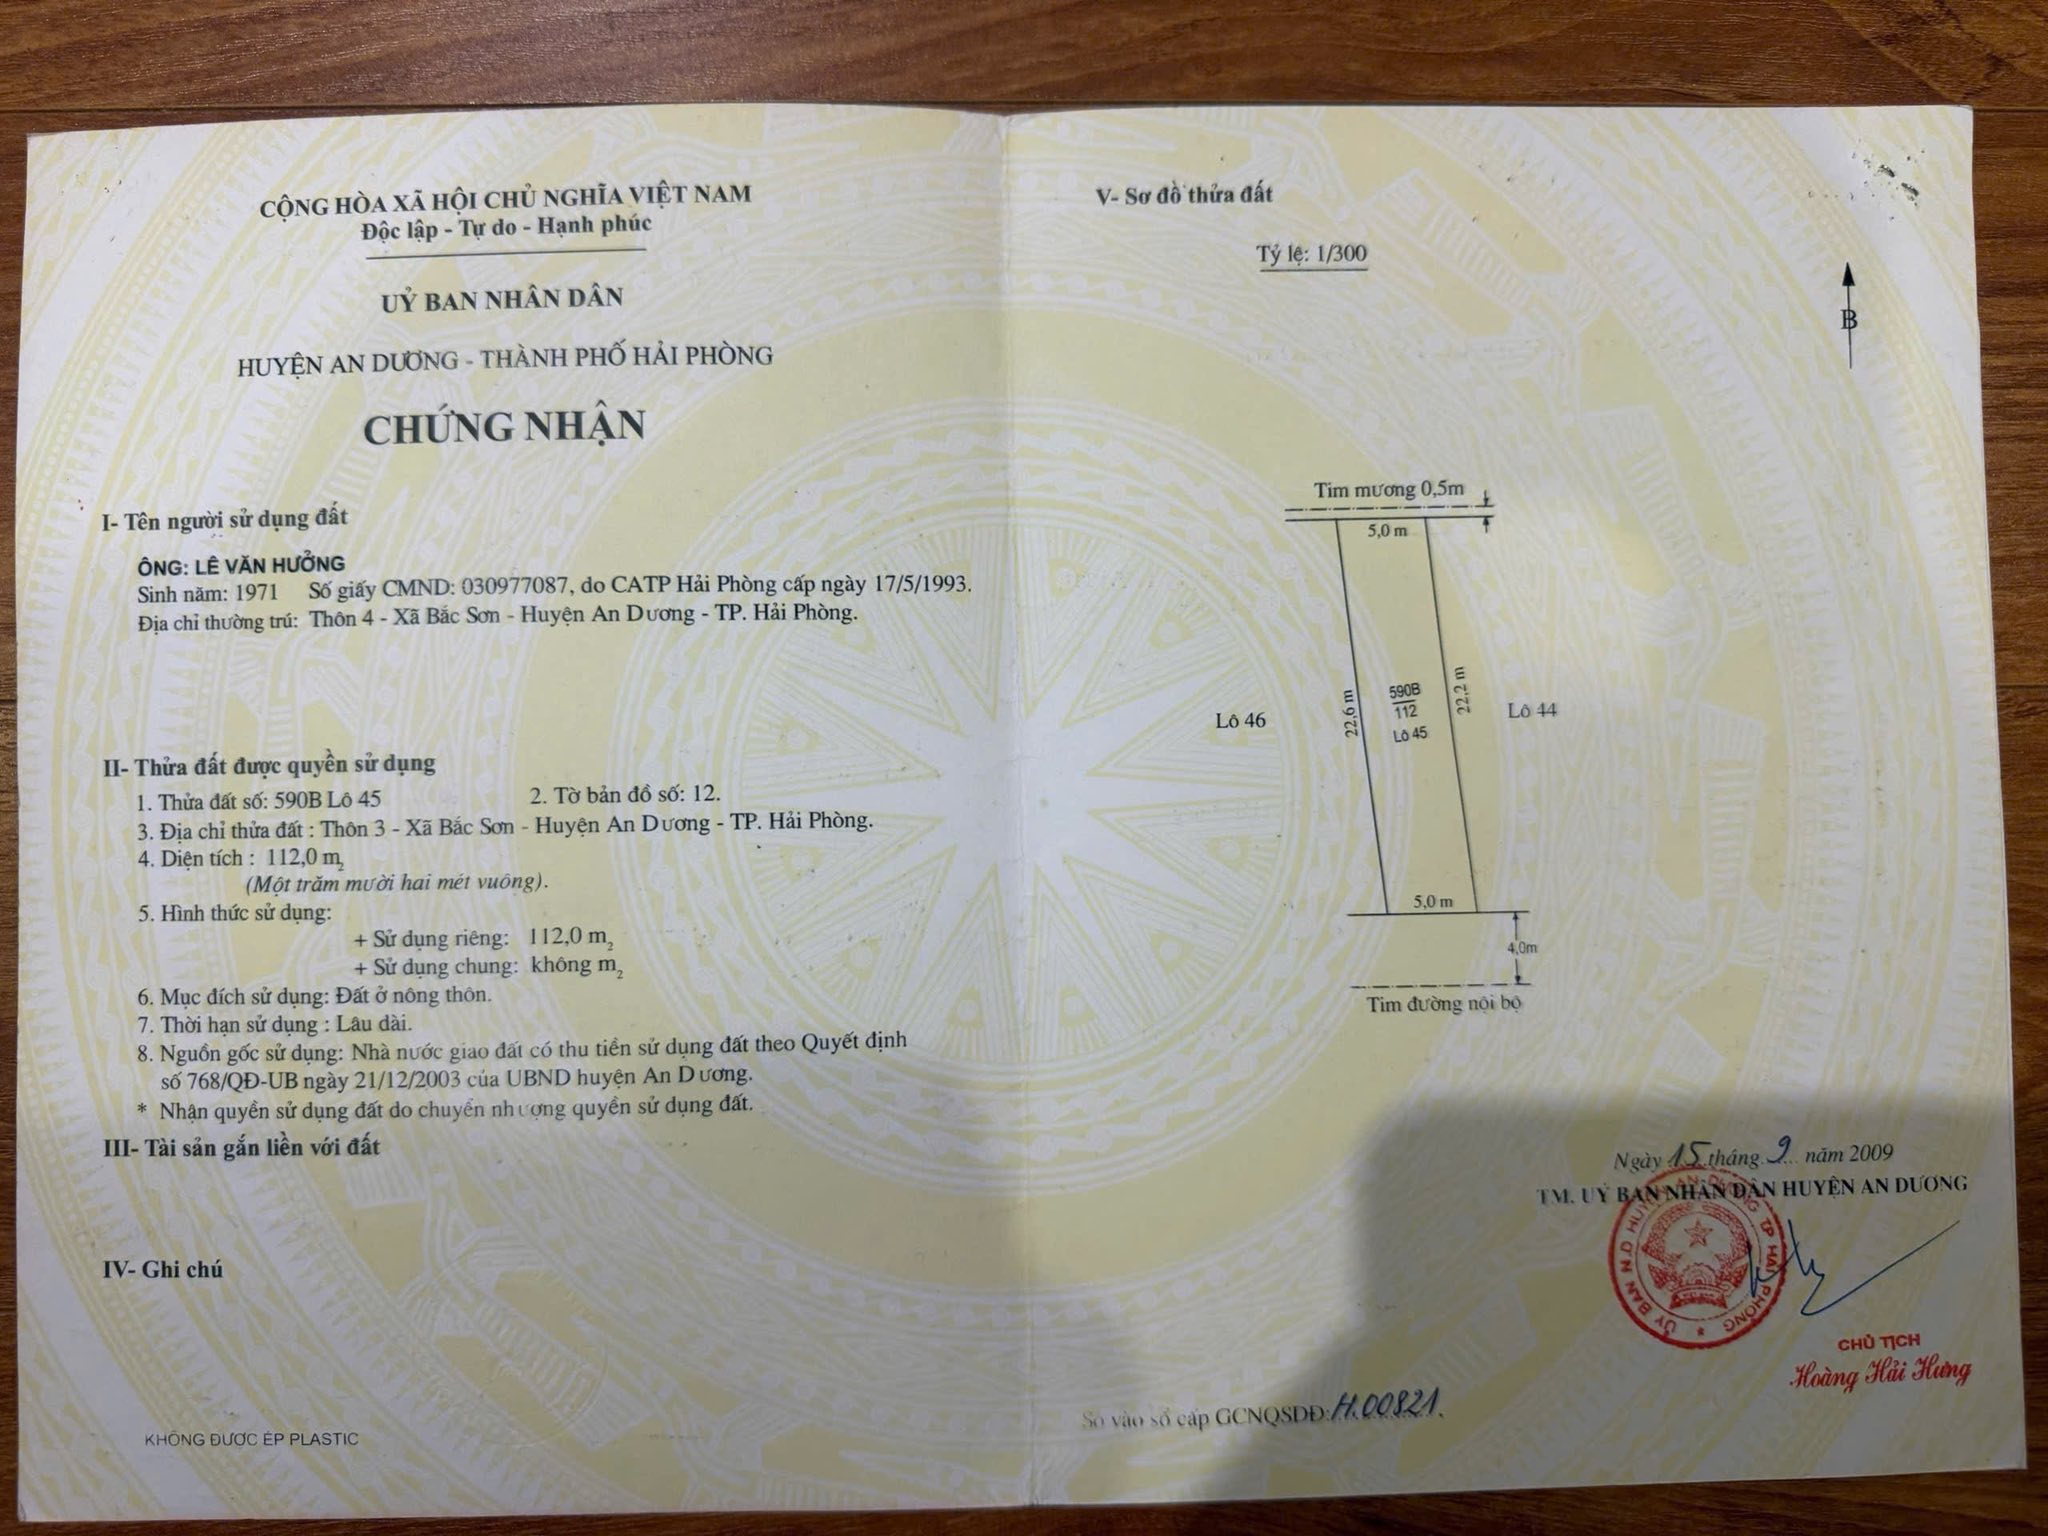 CỘNG HÒA XÃ HỘI CHỦ NGHĨA VIỆT NAM
Độc lập - Tự do - Hạnh phúc
UỶ BAN NHÂN DÂN
HUYỆN AN DƯƠNG - THÀNH PHỐ HẢI PHÒNG
CHỨNG NHẬN
I- Tên người sử dụng đất
ÔNG: LÊ VĂN HƯỞNG
Sinh năm: 1971 Số giấy CMND: 030977087, do CATP Hải Phòng cấp ngày 17/5/1993.
Địa chỉ thường trú: Thôn 4 - Xã Bắc Sơn - Huyện An Dương - TP. Hải Phòng.
II- Thửa đất được quyền sử dụng
1. Thửa đất số: 590B Lô 45 2. Tờ bản đồ số: 12.
3. Địa chỉ thửa đất : Thôn 3 - Xã Bắc Sơn - Huyện An Dương - TP. Hải Phòng.
4. Diện tích : 112,0 m2
(Một trăm mười hai mét vuông).
5. Hình thức sử dụng:
+ Sử dụng riêng: 112,0 m2
+ Sử dụng chung: không m2
6. Mục đích sử dụng: Đất ở nông thôn.
7. Thời hạn sử dụng : Lâu dài.
8. Nguồn gốc sử dụng: Nhà nước giao đất có thu tiền sử dụng đất theo Quyết định
số 768/QĐ-UB ngày 21/12/2003 của UBND huyện An Dương.
* Nhận quyền sử dụng đất do chuyển nhượng quyền sử dụng đất.
III- Tài sản gắn liền với đất
IV- Ghi chú
KHÔNG ĐƯỢC ÉP PLASTIC
V- Sơ đồ thửa đất
Tỷ lệ: 1/300
B
Tim mương 0,5m
5,0 m
22,6 m
590B
112
Lô 45
22,2 m
Lô 46
Lô 44
5,0 m
4,0m
Tim đường nội bộ
Ngày 15 tháng 9 năm 2009
TM. UỶ BAN NHÂN DÂN HUYỆN AN DƯƠNG
ỦY BAN N.D HUYỆN AN DƯƠNG T.P HẢI PHÒNG
CHỦ TỊCH
Hoàng Hải Hưng
Số vào sổ cấp GCNQSDĐ: H.00821.